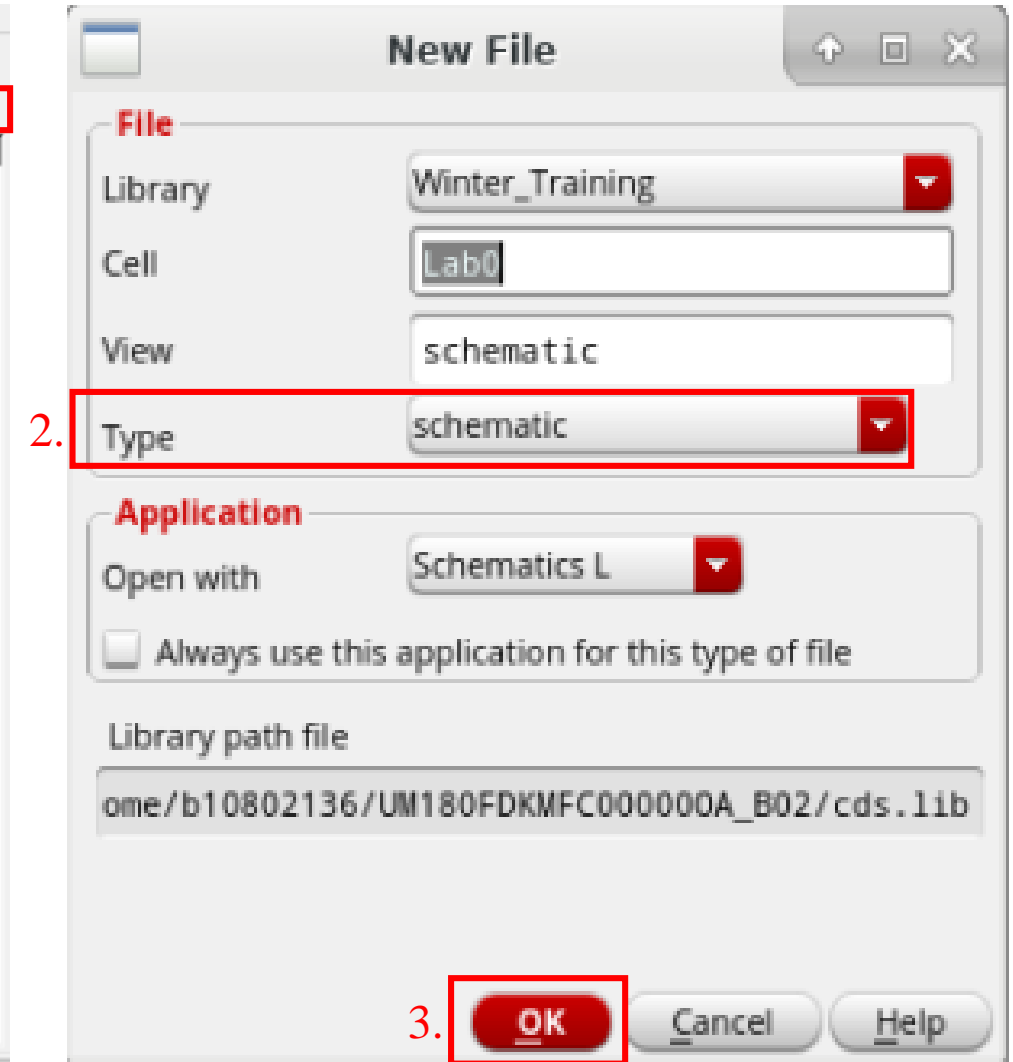 New File
File
Library Winter_Training
Cell Lab0
View schematic
2. Type schematic
Application
Open with Schematics L
Always use this application for this type of file
Library path file
ome/b10802136/UM180FDKMFC000000A_B02/cds.lib
3. OK Cancel Help